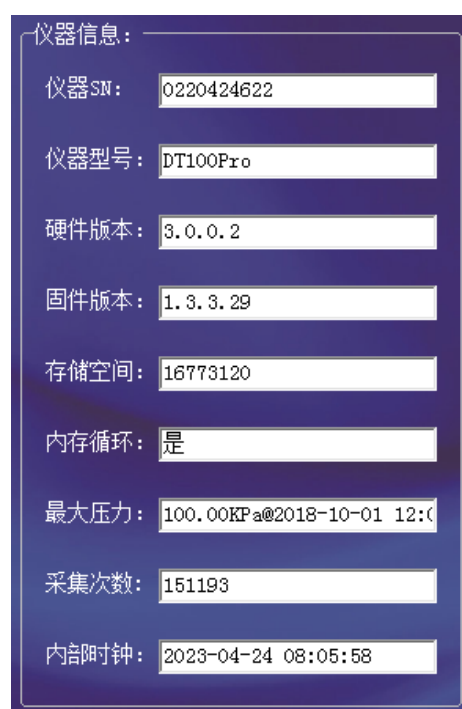 仪器信息：
仪器SN： 0220424622
仪器型号： DT100Pro
硬件版本： 3.0.0.2
固件版本： 1.3.3.29
存储空间： 16773120
内存循环： 是
最大压力： 100.00KPa@2018-10-01 12:
采集次数： 151193
内部时钟： 2023-04-24 08:05:58